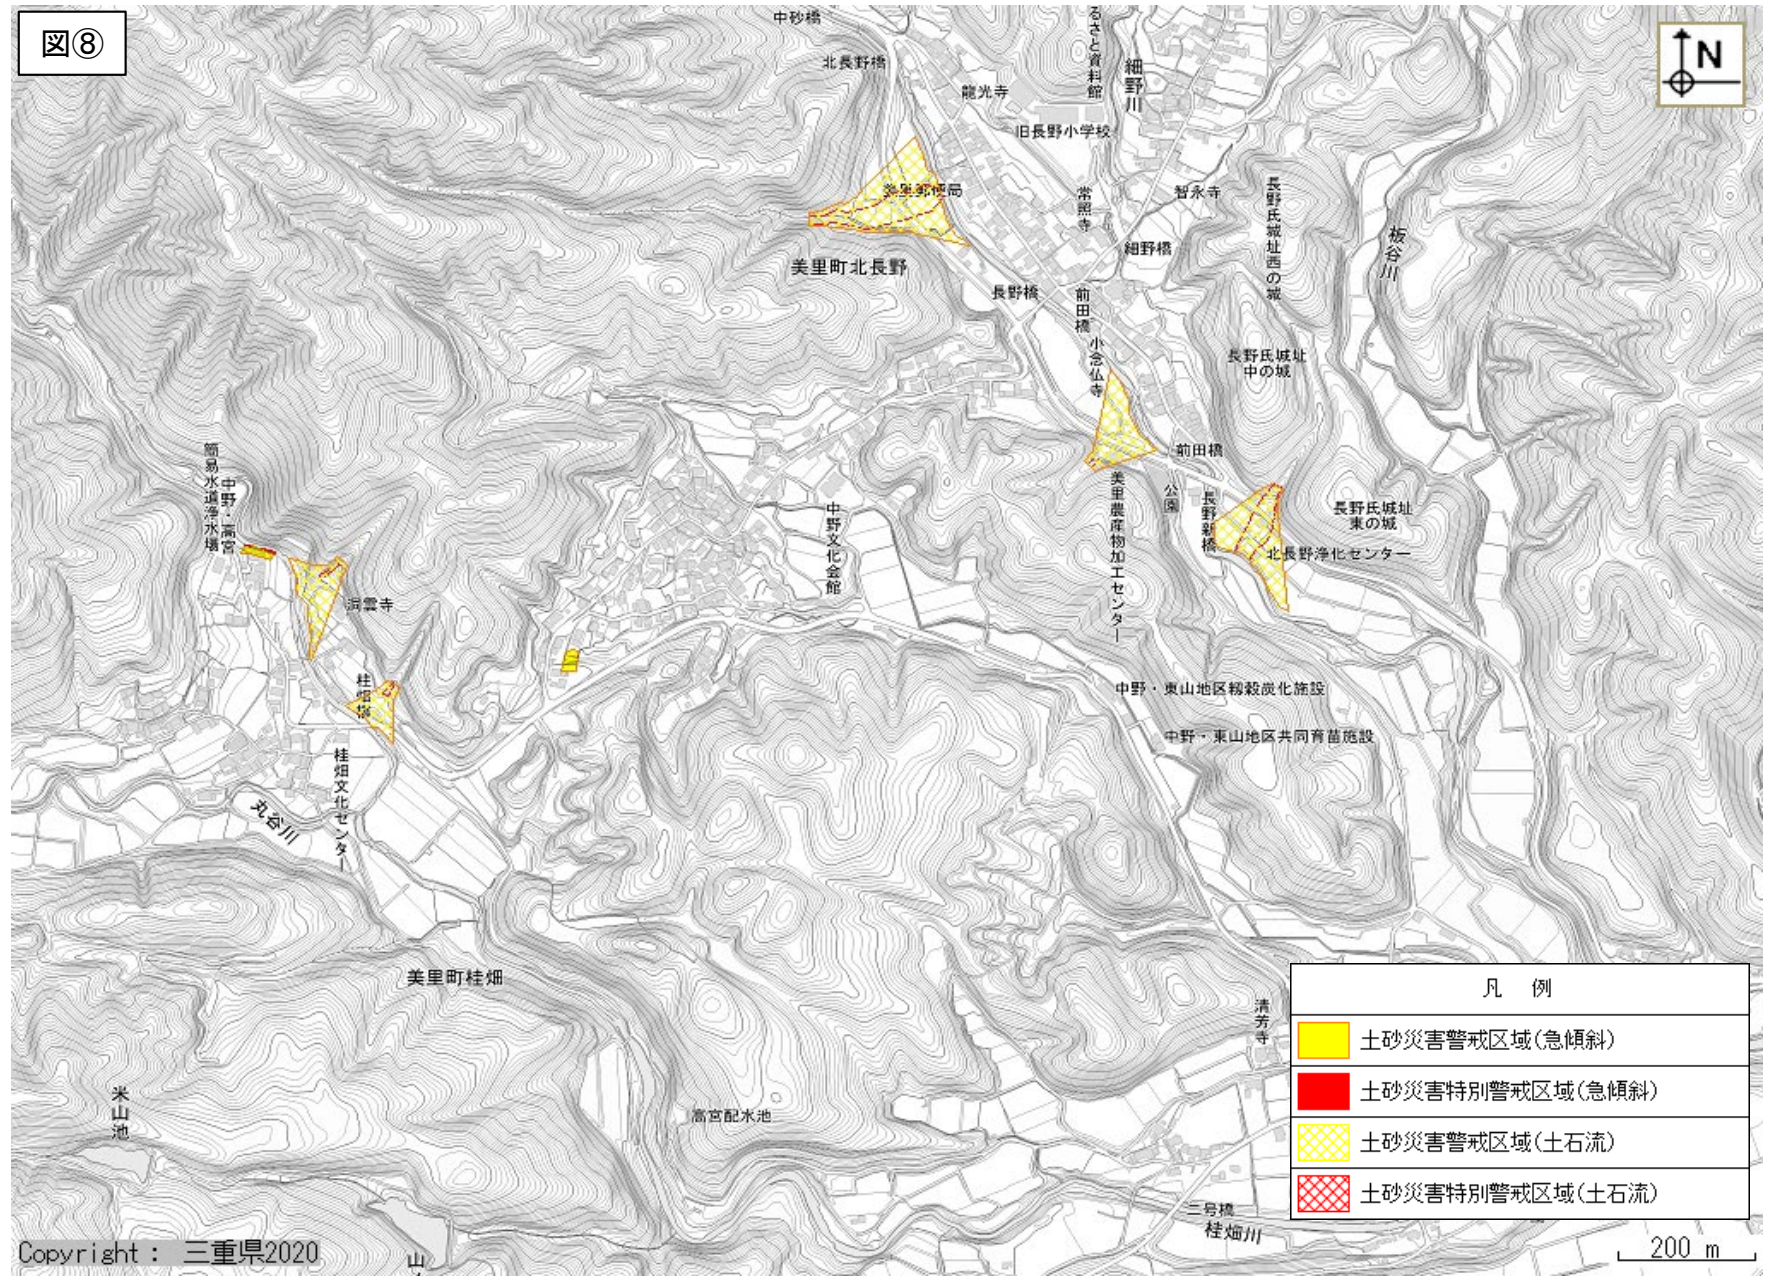 図⑧
中砂橋
北長野橋
るさと資料館
細野川
N
龍光寺
旧長野小学校
美里郵便局
常照寺
智永寺
長野氏城址西の城
板谷川
細野橋
美里町北長野
長野橋
前田橋
小念仏寺
長野氏城址
中の城
前田橋
簡易水道浄水場
中野・高宮
美里農産物加工センター
公園
長野新橋
長野氏城址
東の城
中野文化会館
北長野浄化センター
洞雲寺
桂畑橋
中野・東山地区籾殻炭化施設
中野・東山地区共同育苗施設
桂畑文化センター
丸谷川
美里町桂畑
清芳寺
凡 例
土砂災害警戒区域(急傾斜)
土砂災害特別警戒区域(急傾斜)
土砂災害警戒区域(土石流)
土砂災害特別警戒区域(土石流)
米山池
高宮配水池
三号橋
桂畑川
山
Copyright : 三重県2020
200 m